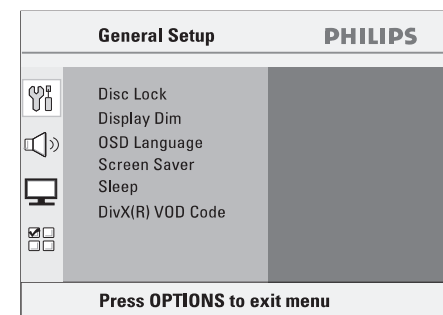 General Setup
PHILIPS
Disc Lock
Display Dim
OSD Language
Screen Saver
Sleep
DivX(R) VOD Code
Press OPTIONS to exit menu